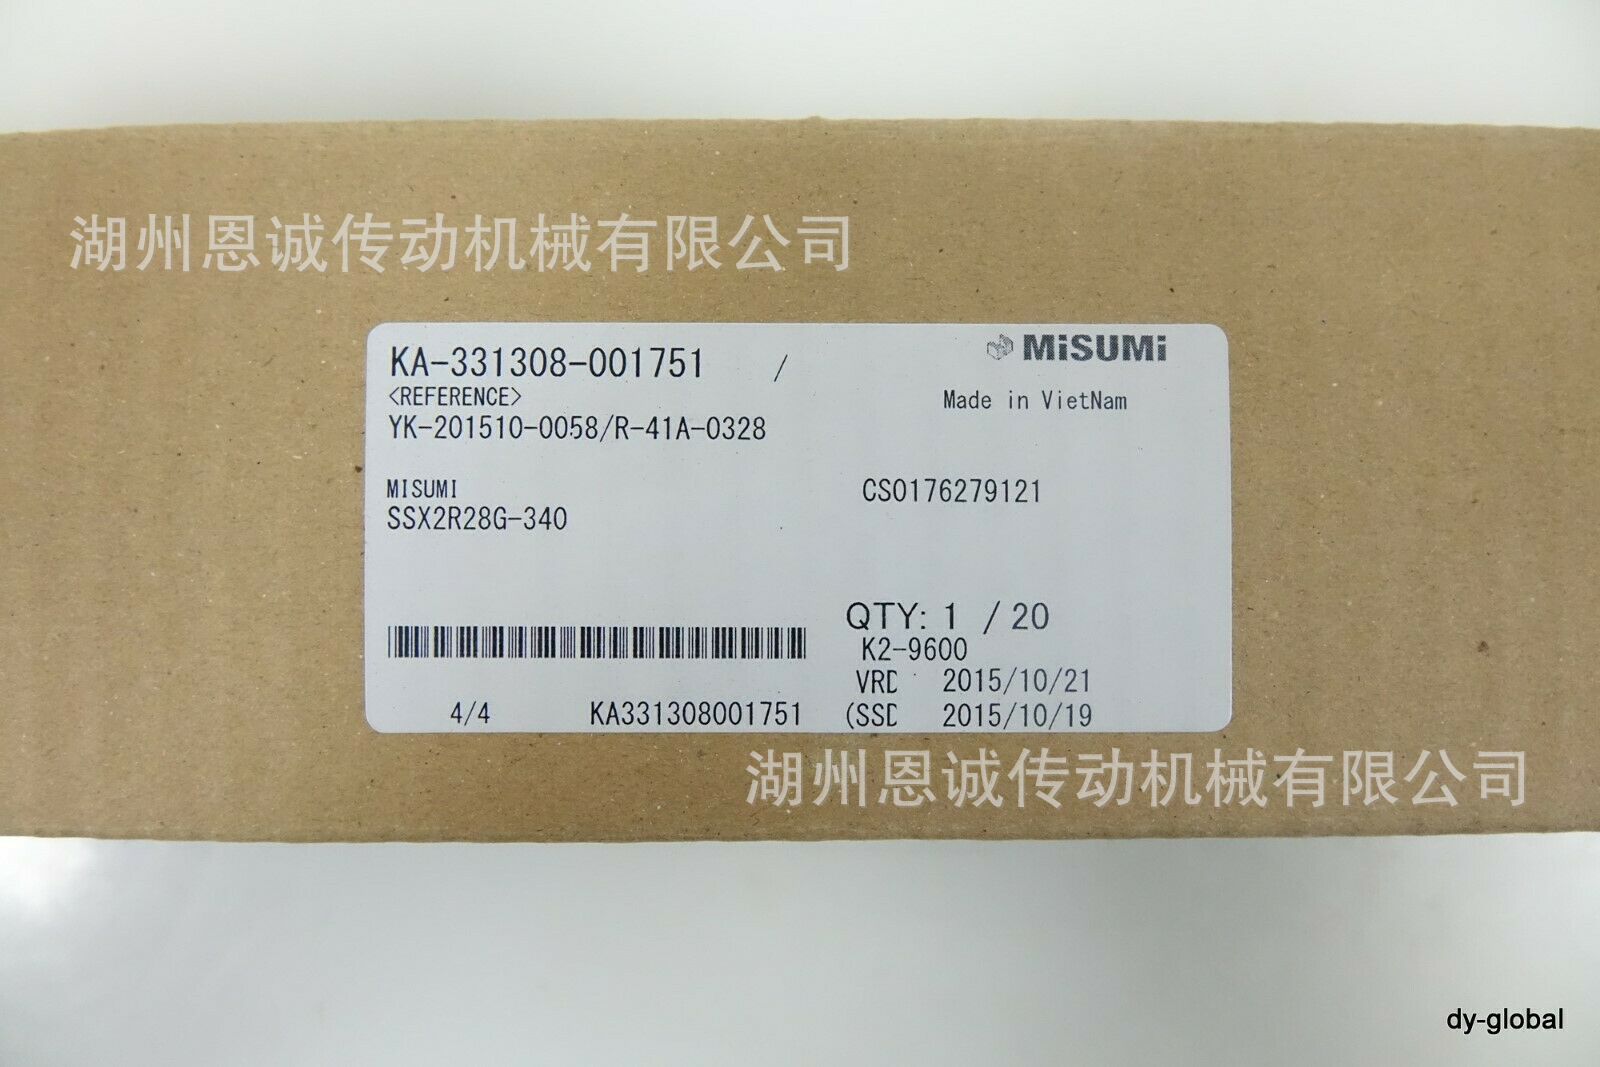 湖州恩诚传动机械有限公司
KA-331308-001751 /
MiSUMi
<REFERENCE>
Made in VietNam
YK-201510-0058/R-41A-0328
MISUMI
CS0176279121
SSX2R28G-340
QTY: 1 / 20
K2-9600
VRD 2015/10/21
4/4 KA331308001751 (SSD 2015/10/19
湖州恩诚传动机械有限公司
dy-global